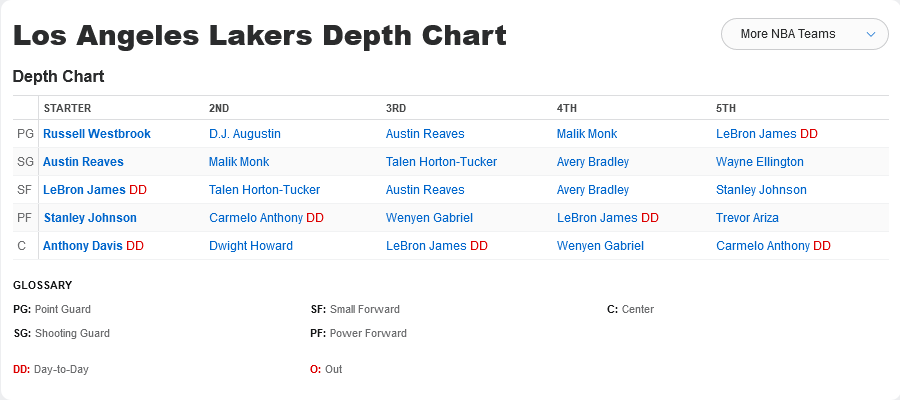 Los Angeles Lakers Depth Chart
More NBA Teams
Depth Chart
STARTER 2ND 3RD 4TH 5TH
PG Russell Westbrook D.J. Augustin Austin Reaves Malik Monk LeBron James DD
SG Austin Reaves Malik Monk Talen Horton-Tucker Avery Bradley Wayne Ellington
SF LeBron James DD Talen Horton-Tucker Austin Reaves Avery Bradley Stanley Johnson
PF Stanley Johnson Carmelo Anthony DD Wenyen Gabriel LeBron James DD Trevor Ariza
C Anthony Davis DD Dwight Howard LeBron James DD Wenyen Gabriel Carmelo Anthony DD
GLOSSARY
PG: Point Guard SF: Small Forward C: Center
SG: Shooting Guard PF: Power Forward
DD: Day-to-Day O: Out